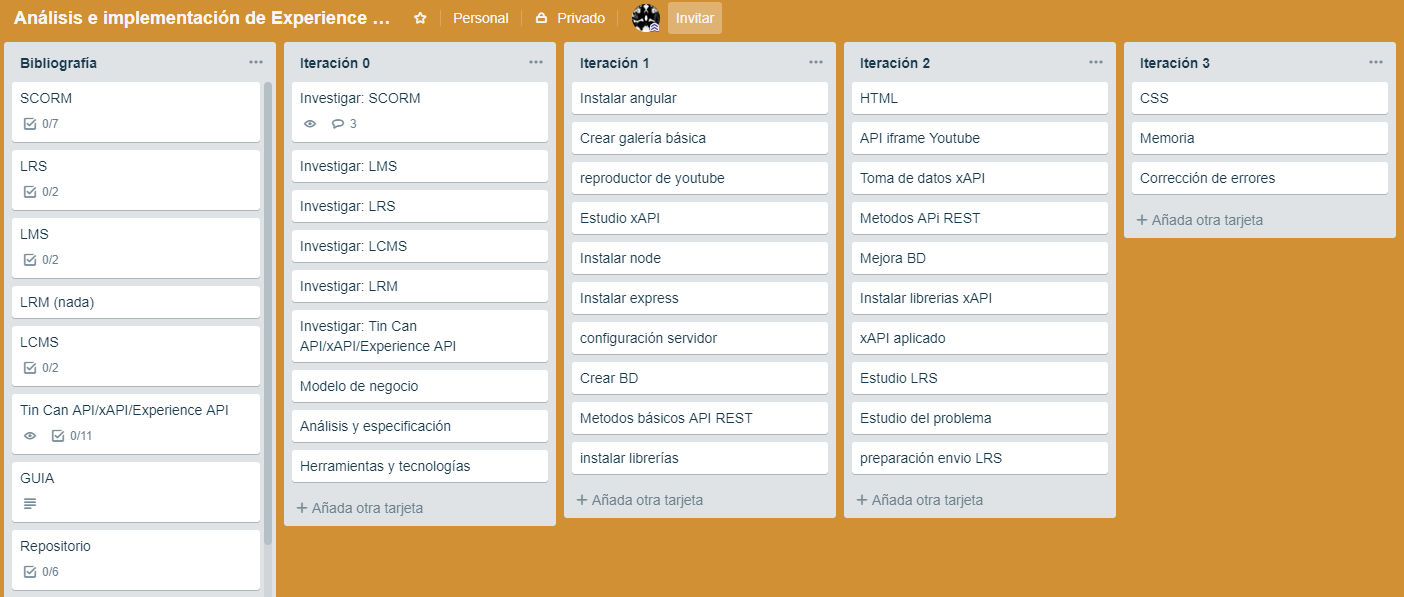 Análisis e implementación de Experience ...
Personal
Privado
Invitar
Bibliografía
SCORM
0/7
LRS
0/2
LMS
0/2
LRM (nada)
LCMS
0/2
Tin Can API/xAPI/Experience API
0/11
GUIA
Repositorio
0/6
Iteración 0
Investigar: SCORM
3
Investigar: LMS
Investigar: LRS
Investigar: LCMS
Investigar: LRM
Investigar: Tin Can
API/xAPI/Experience API
Modelo de negocio
Análisis y especificación
Herramientas y tecnologías
+ Añada otra tarjeta
Iteración 1
Instalar angular
Crear galería básica
reproductor de youtube
Estudio xAPI
Instalar node
Instalar express
configuración servidor
Crear BD
Metodos básicos API REST
instalar librerías
+ Añada otra tarjeta
Iteración 2
HTML
API iframe Youtube
Toma de datos xAPI
Metodos APi REST
Mejora BD
Instalar librerias xAPI
xAPI aplicado
Estudio LRS
Estudio del problema
preparación envio LRS
+ Añada otra tarjeta
Iteración 3
CSS
Memoria
Corrección de errores
+ Añada otra tarjeta